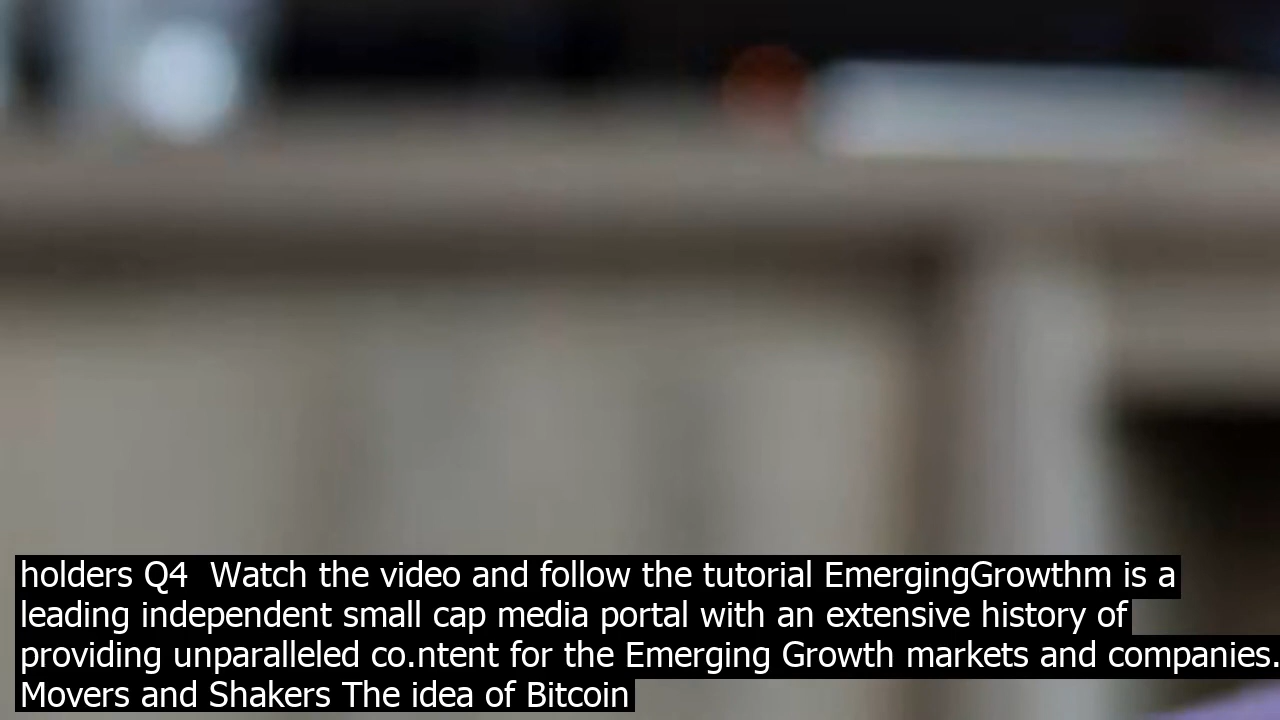 holders Q4  Watch the video and follow the tutorial EmergingGrowthm is a
leading independent small cap media portal with an extensive history of
providing unparalleled co.ntent for the Emerging Growth markets and companies.
Movers and Shakers The idea of Bitcoin